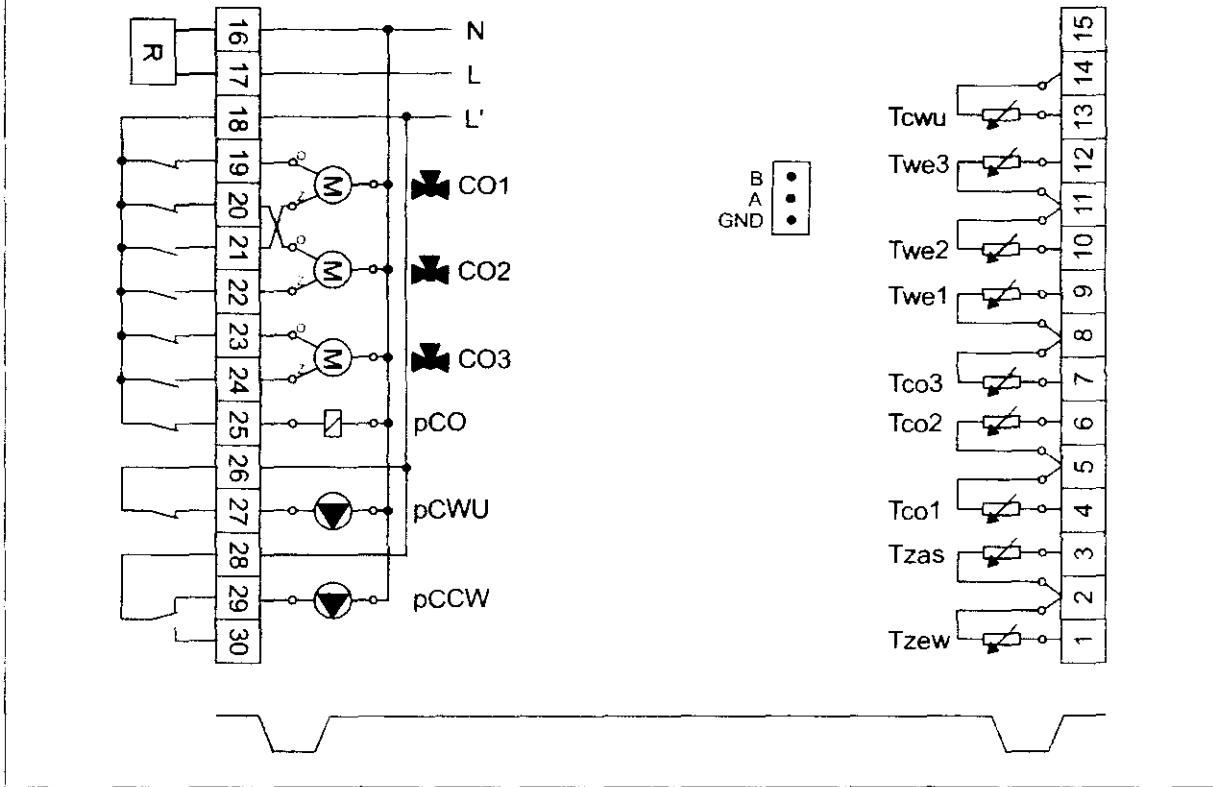 R
16 N
17 L
18 L'
19 O
20 M CO1
Z
21 O
22 M CO2
Z
23 O
24 M CO3
Z
25 pCO
26
27 pCWU
28
29 pCCW
30
B
A
GND
15
14
Tcwu 13
Twe3 12
11
Twe2 10
Twe1 9
8
Tco3 7
Tco2 6
5
Tco1 4
Tzas 3
2
Tzew 1